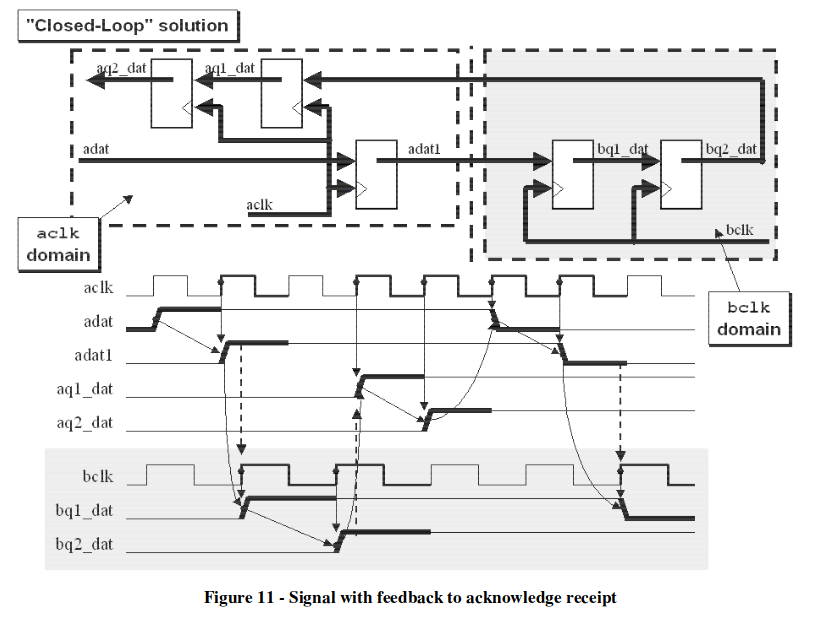 "Closed-Loop" solution
aq2_dat
aq1_dat
adat
adat1
bq1_dat
bq2_dat
aclk
bclk
aclk
domain
bclk
domain
aclk
adat
adat1
aq1_dat
aq2_dat
bclk
bq1_dat
bq2_dat
Figure 11 - Signal with feedback to acknowledge receipt